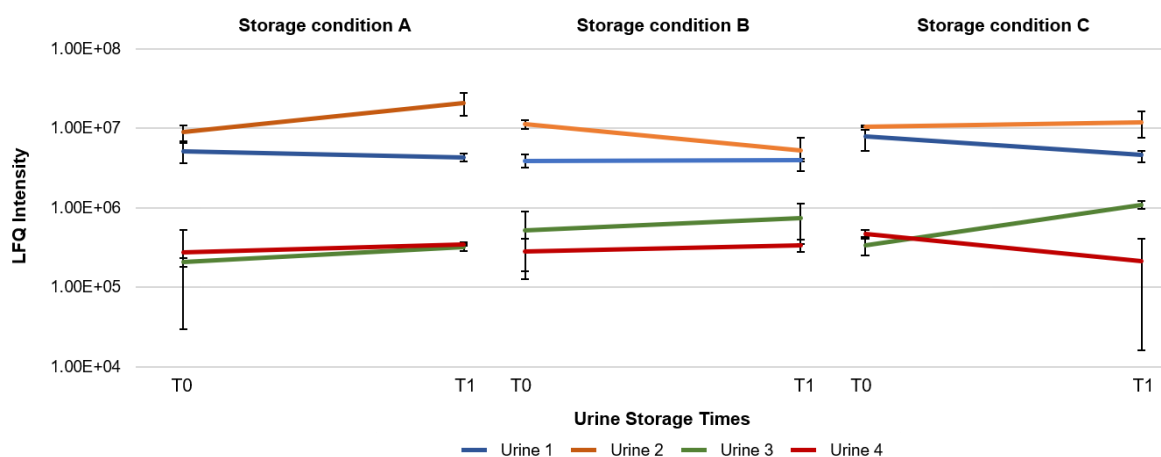 Storage condition A Storage condition B Storage condition C
1.00E+08
1.00E+07
1.00E+06
1.00E+05
1.00E+04
LFQ Intensity
T0 T1 T0 T1 T0 T1
Urine Storage Times
Urine 1 Urine 2 Urine 3 Urine 4